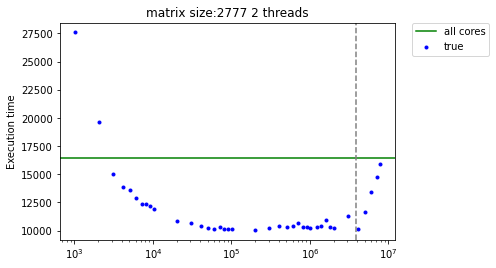 matrix size:2777 2 threads
all cores
true
Execution time
27500
25000
22500
20000
17500
15000
12500
10000
10³ 10⁴ 10⁵ 10⁶ 10⁷